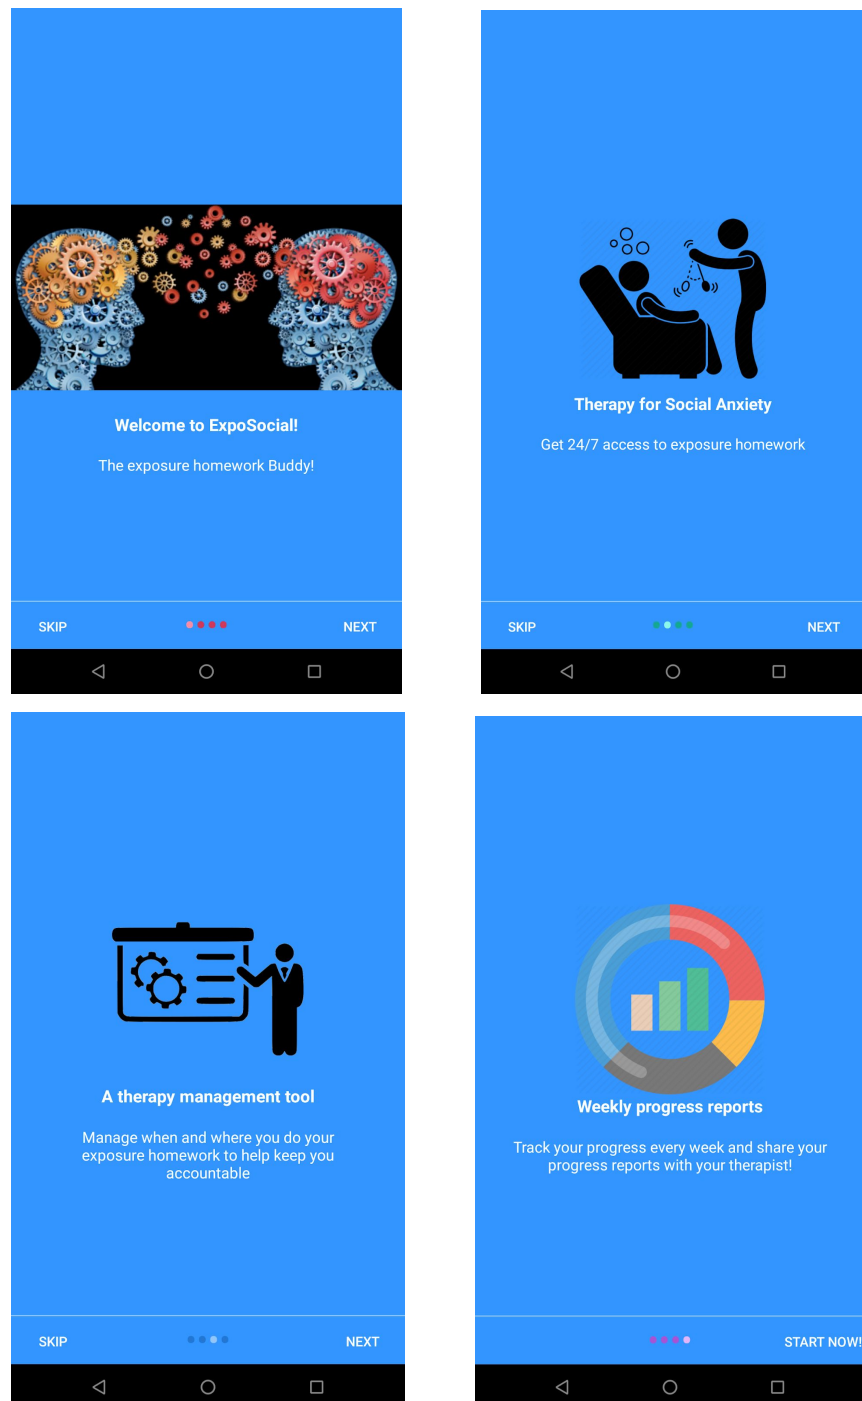 Welcome to ExpoSocial!
The exposure homework Buddy!
SKIP
NEXT
Therapy for Social Anxiety
Get 24/7 access to exposure homework
SKIP
NEXT
A therapy management tool
Manage when and where you do your
exposure homework to help keep you
accountable
SKIP
NEXT
Weekly progress reports
Track your progress every week and share your
progress reports with your therapist!
START NOW!